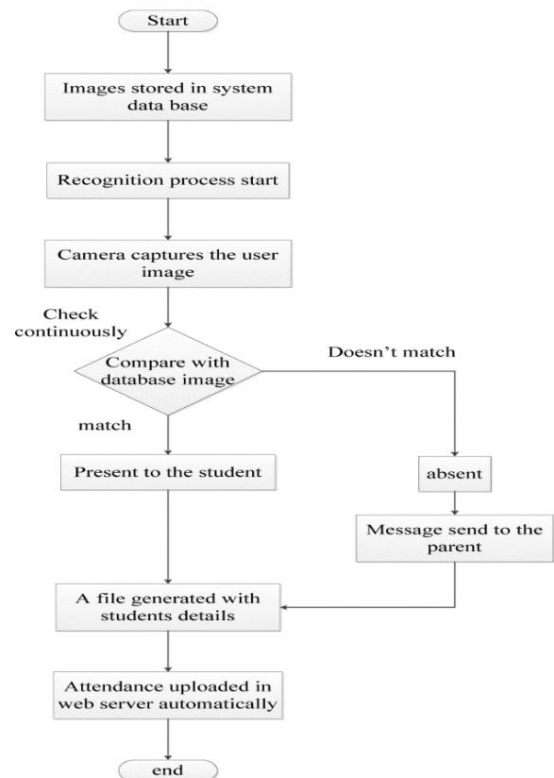 Start
Images stored in system
data base
Recognition process start
Camera captures the user
image
Check
continuously
Compare with
database image
Doesn't match
match
Present to the student
absent
Message send to the
parent
A file generated with
students details
Attendance uploaded in
web server automatically
end